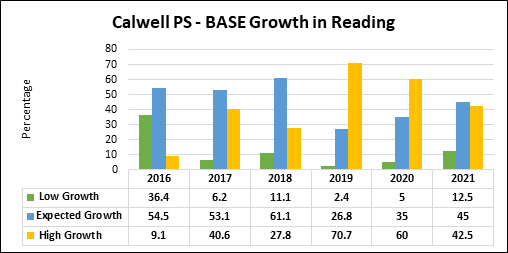 Calwell PS - BASE Growth in Reading
Percentage
80
70
60
50
40
30
20
10
0
2016 2017 2018 2019 2020 2021
Low Growth 36.4 6.2 11.1 2.4 5 12.5
Expected Growth 54.5 53.1 61.1 26.8 35 45
High Growth 9.1 40.6 27.8 70.7 60 42.5